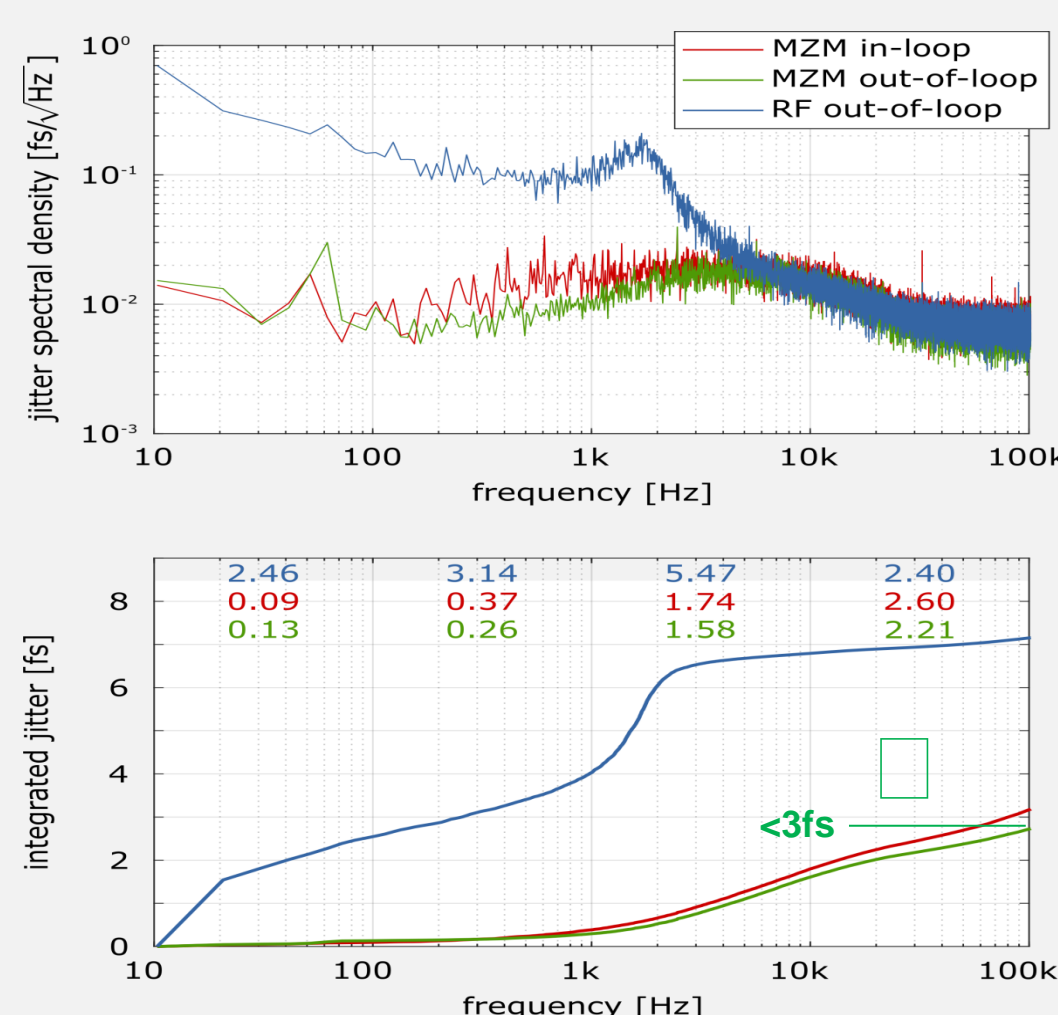 MZM in-loop
MZM out-of-loop
RF out-of-loop
jitter spectral density [fs/√Hz ]
10⁰
10⁻¹
10⁻²
10⁻³
10 100 1k 10k 100k
frequency [Hz]
2.46 3.14 5.47 2.40
0.09 0.37 1.74 2.60
0.13 0.26 1.58 2.21
integrated jitter [fs]
8
6
4
<3fs
2
0
10 100 1k 10k 100k
frequency [Hz]